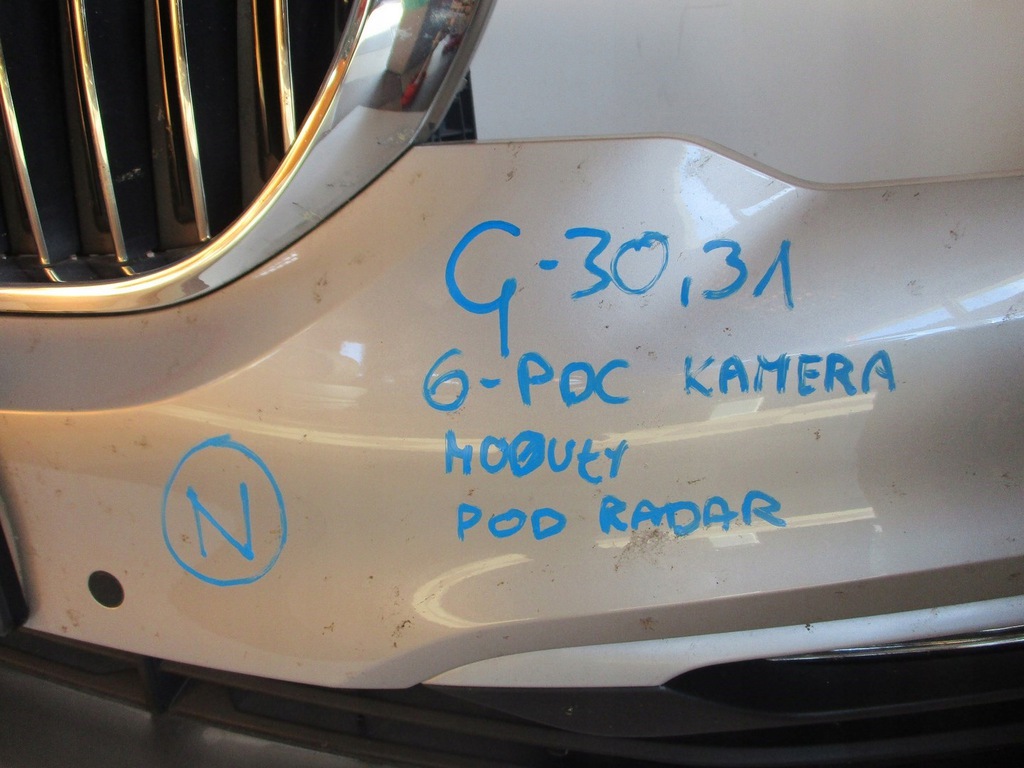 G-30,31
6-PDC KAMERA
MODUŁY
POD RADAR
N